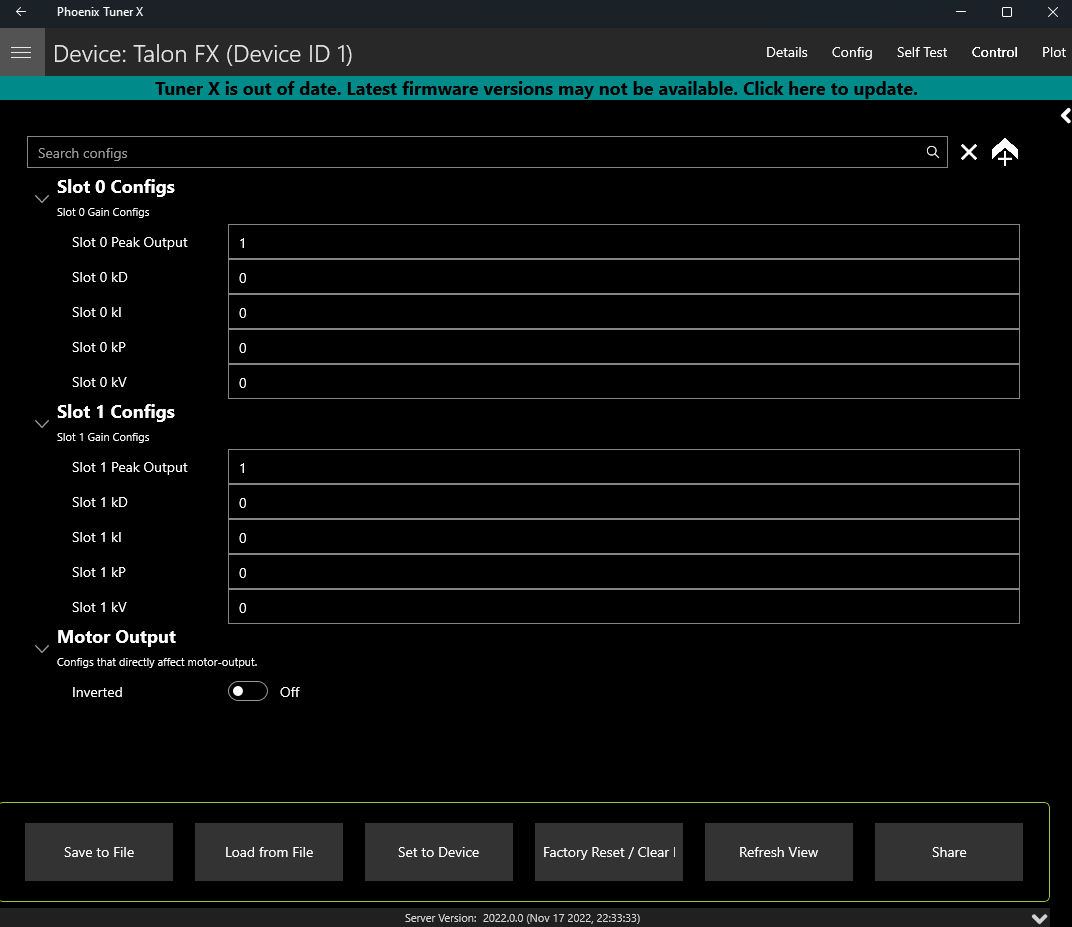 Phoenix Tuner X
Device: Talon FX (Device ID 1)
Details Config Self Test Control Plot
Tuner X is out of date. Latest firmware versions may not be available. Click here to update.
Search configs
Slot 0 Configs
Slot 0 Gain Configs
Slot 0 Peak Output 1
Slot 0 kD 0
Slot 0 kI 0
Slot 0 kP 0
Slot 0 kV 0
Slot 1 Configs
Slot 1 Gain Configs
Slot 1 Peak Output 1
Slot 1 kD 0
Slot 1 kI 0
Slot 1 kP 0
Slot 1 kV 0
Motor Output
Configs that directly affect motor-output.
Inverted Off
Save to File Load from File Set to Device Factory Reset / Clear Refresh View Share
Server Version: 2022.0.0 (Nov 17 2022, 22:33:33)